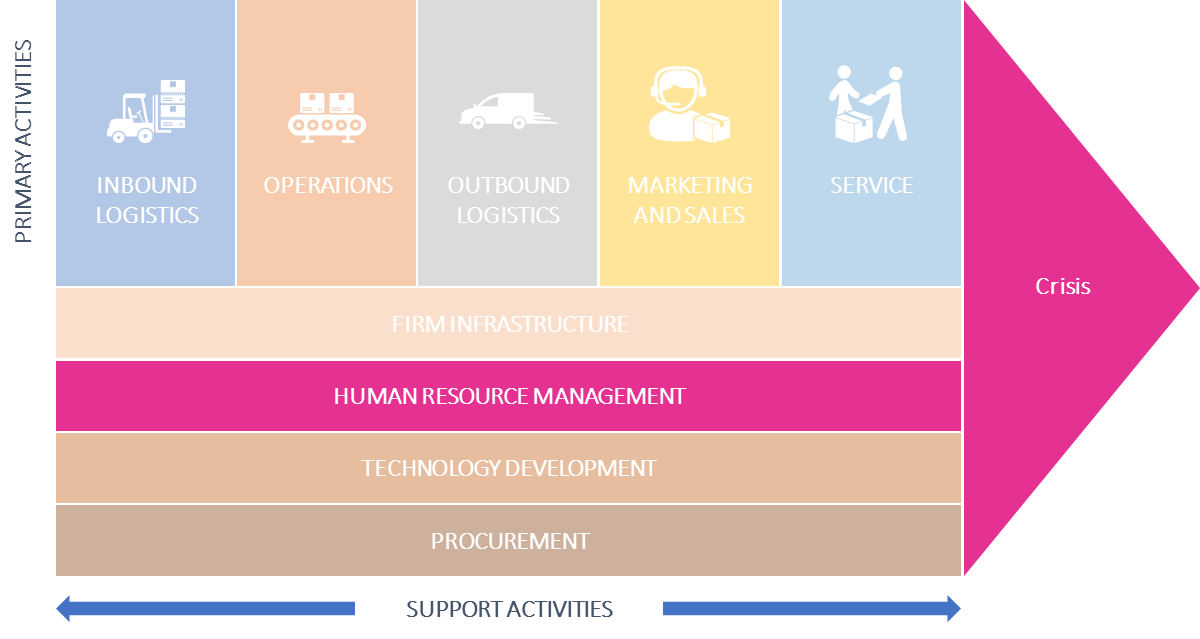 PRIMARY ACTIVITIES
INBOUND
LOGISTICS
OPERATIONS
OUTBOUND
LOGISTICS
MARKETING
AND SALES
SERVICE
Crisis
FIRM INFRASTRUCTURE
HUMAN RESOURCE MANAGEMENT
TECHNOLOGY DEVELOPMENT
PROCUREMENT
SUPPORT ACTIVITIES